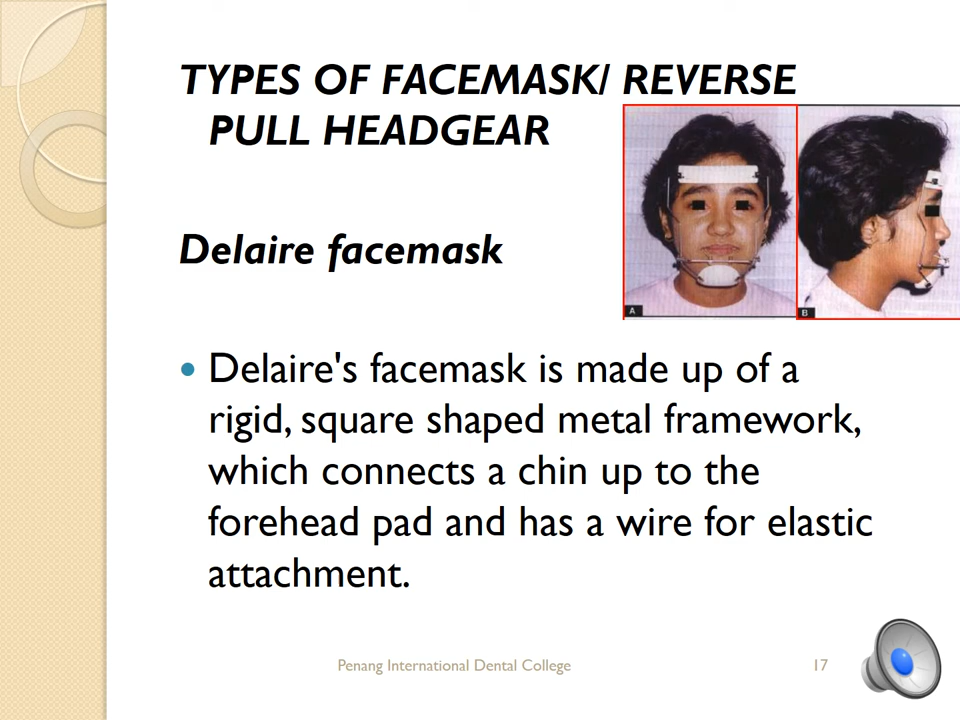 TYPES OF FACEMASK/ REVERSE
PULL HEADGEAR
A
B
Delaire facemask
Delaire's facemask is made up of a
rigid, square shaped metal framework,
which connects a chin up to the
forehead pad and has a wire for elastic
attachment.
Penang International Dental College
17